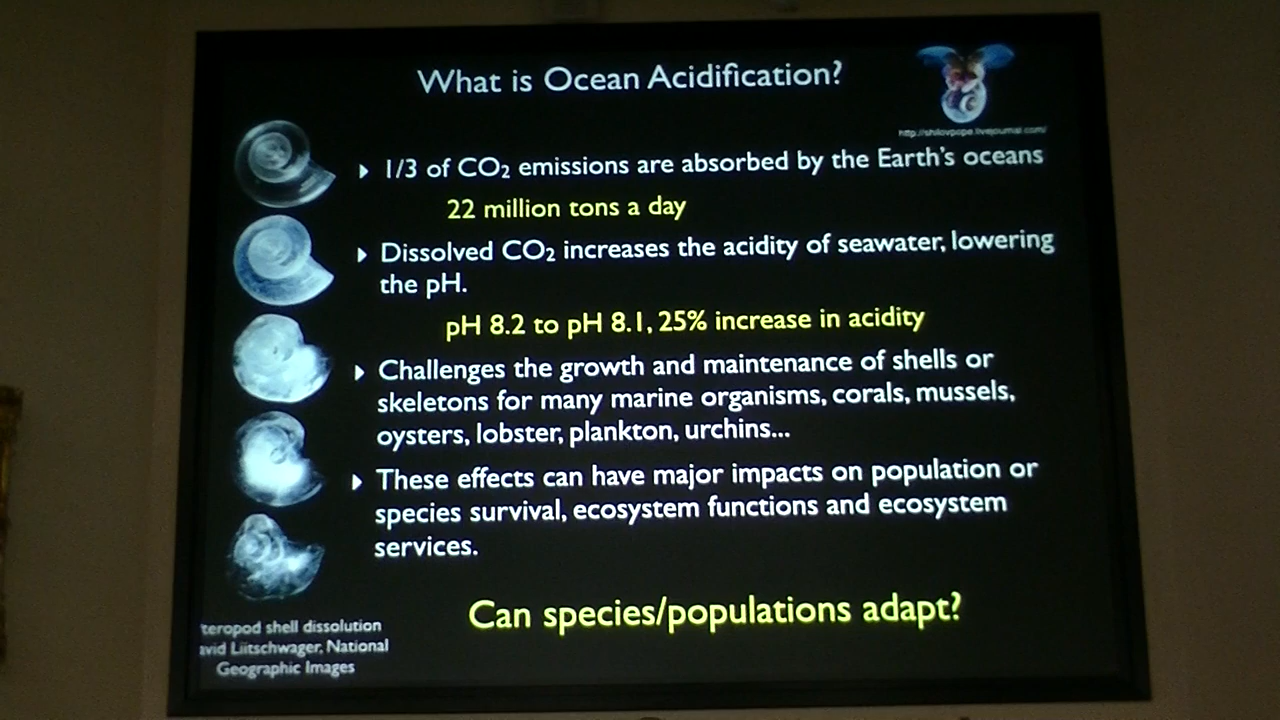 What is Ocean Acidification?
http://shilovpope.livejournal.com/
1/3 of CO₂ emissions are absorbed by the Earth's oceans
22 million tons a day
Dissolved CO₂ increases the acidity of seawater, lowering
the pH.
pH 8.2 to pH 8.1, 25% increase in acidity
Challenges the growth and maintenance of shells or
skeletons for many marine organisms, corals, mussels,
oysters, lobster, plankton, urchins...
These effects can have major impacts on population or
species survival, ecosystem functions and ecosystem
services.
Can species/populations adapt?
teropod shell dissolution
avid Liitschwager, National
Geographic Images